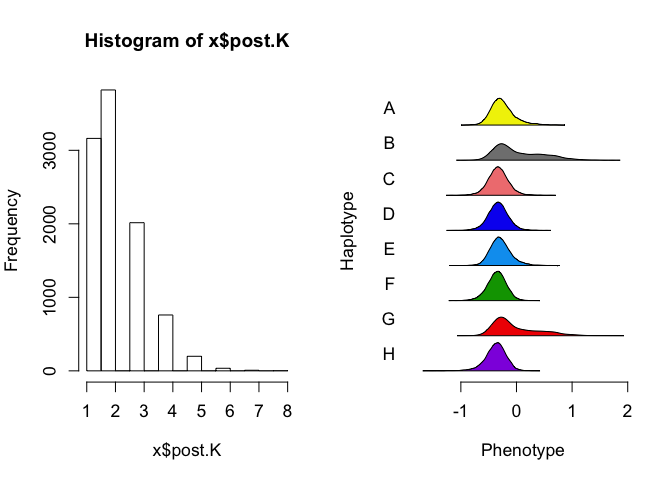 Histogram of x$post.K
Frequency
0
1000
2000
3000
1 2 3 4 5 6 7 8
x$post.K
Haplotype
A
B
C
D
E
F
G
H
-1 0 1 2
Phenotype